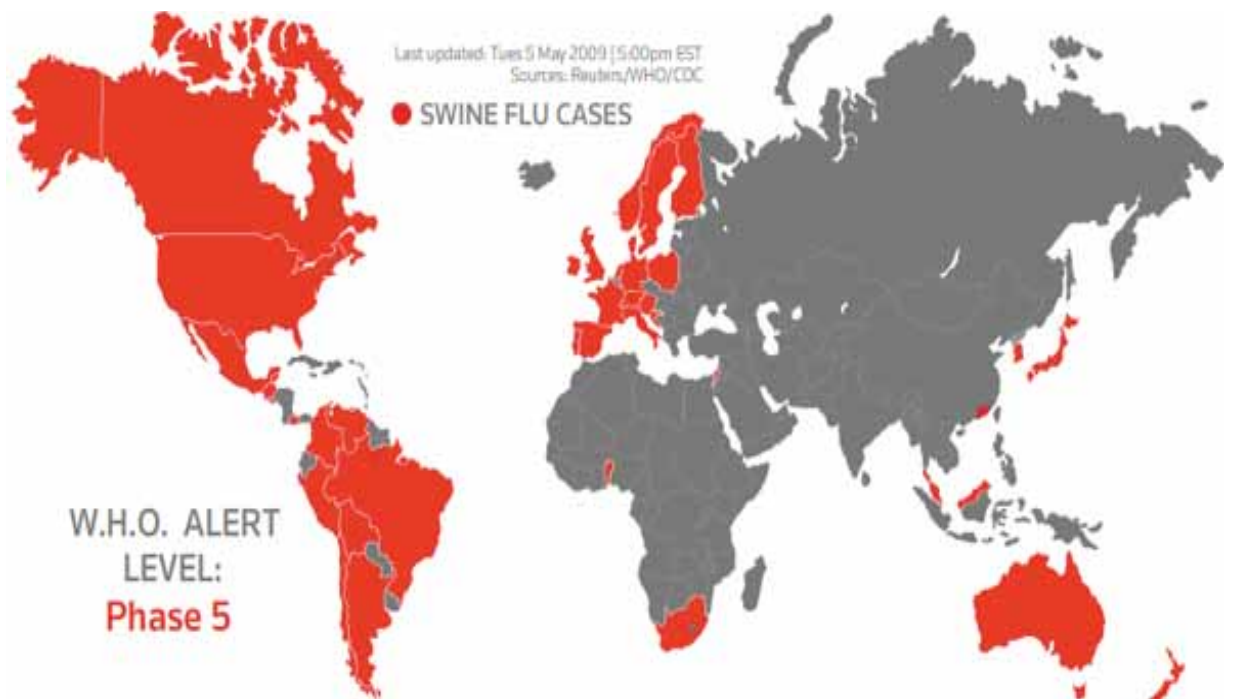 Last updated: Tues 5 May 2009 | 5:00pm EST
Sources: Reuters/WHO/CDC
SWINE FLU CASES
W.H.O. ALERT
LEVEL:
Phase 5